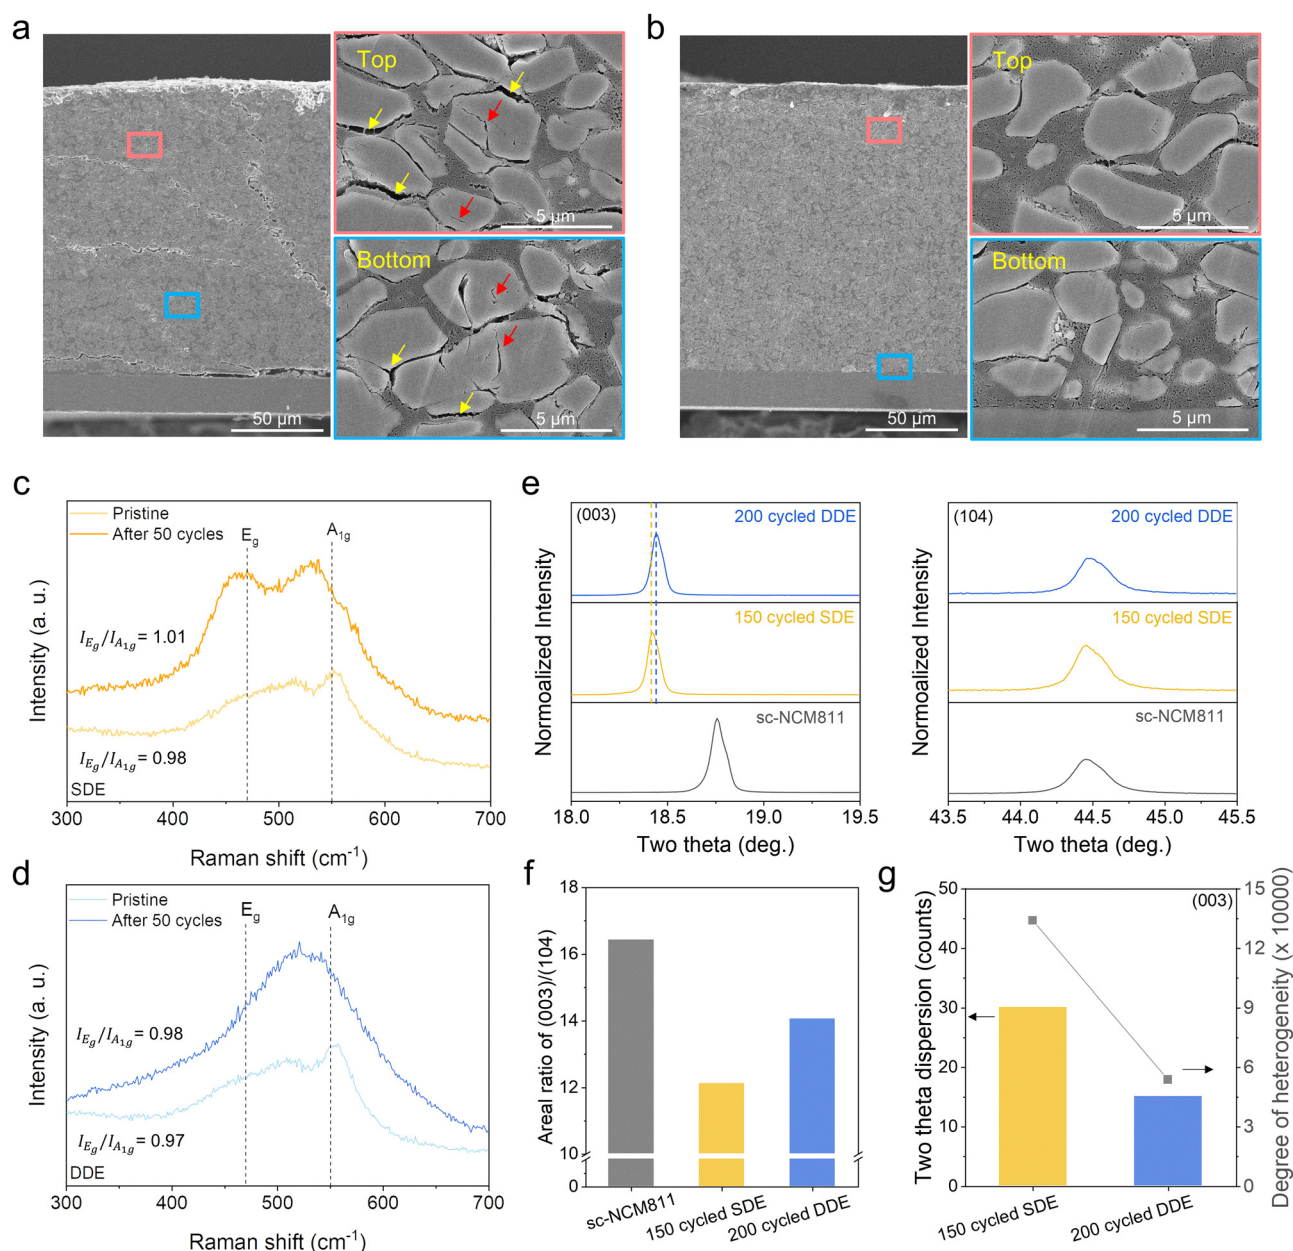 a
Top
5 μm
Bottom
50 μm
5 μm
b
Top
5 μm
Bottom
50 μm
5 μm
c
Pristine
After 50 cycles
Eg
A1g
IEg/IA1g = 1.01
IEg/IA1g = 0.98
SDE
Intensity (a. u.)
300 400 500 600 700
Raman shift (cm-1)
d
Pristine
After 50 cycles
Eg
A1g
IEg/IA1g = 0.98
IEg/IA1g = 0.97
DDE
Intensity (a. u.)
300 400 500 600 700
Raman shift (cm-1)
e
(003)
200 cycled DDE
150 cycled SDE
sc-NCM811
Normoalized Intensity
18.0 18.5 19.0 19.5
Two theta (deg.)
(104)
200 cycled DDE
150 cycled SDE
sc-NCM811
Normoalized Intensity
43.5 44.0 44.5 45.0 45.5
Two theta (deg.)
f
Areal ratio of (003)/(104)
18
16
14
12
10
0
sc-NCM811
150 cycled SDE
200 cycled DDE
g
(003)
Two theta dispersion (counts)
50
40
30
20
10
0
15
12
9
6
3
0
Degree of heterogeneity (x 10000)
150 cycled SDE
200 cycled DDE